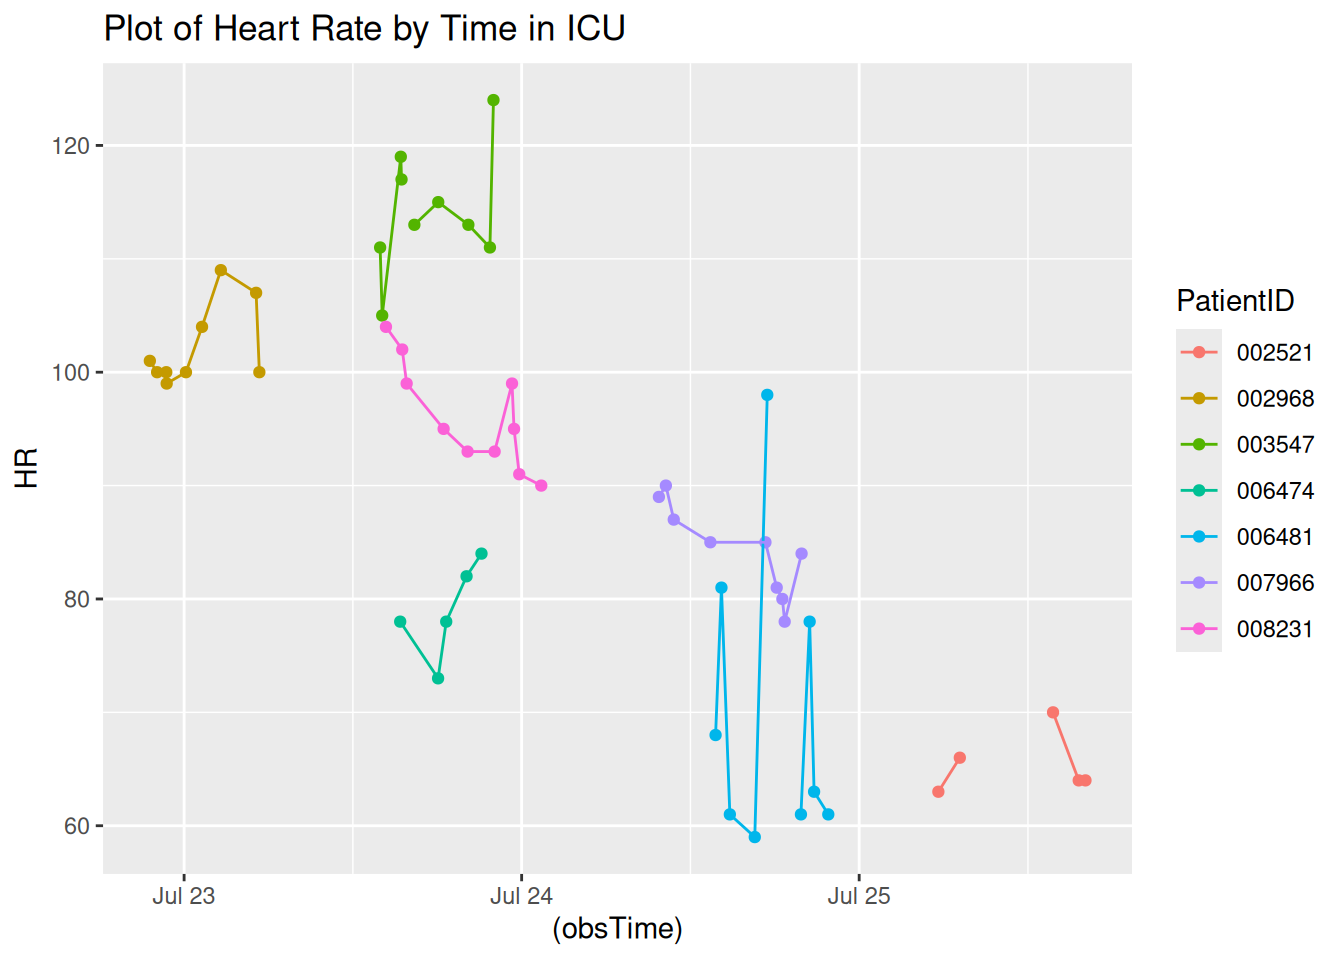 Plot of Heart Rate by Time in ICU
120
100
80
60
HR
Jul 23
Jul 24
Jul 25
(obsTime)
PatientID
002521
002968
003547
006474
006481
007966
008231